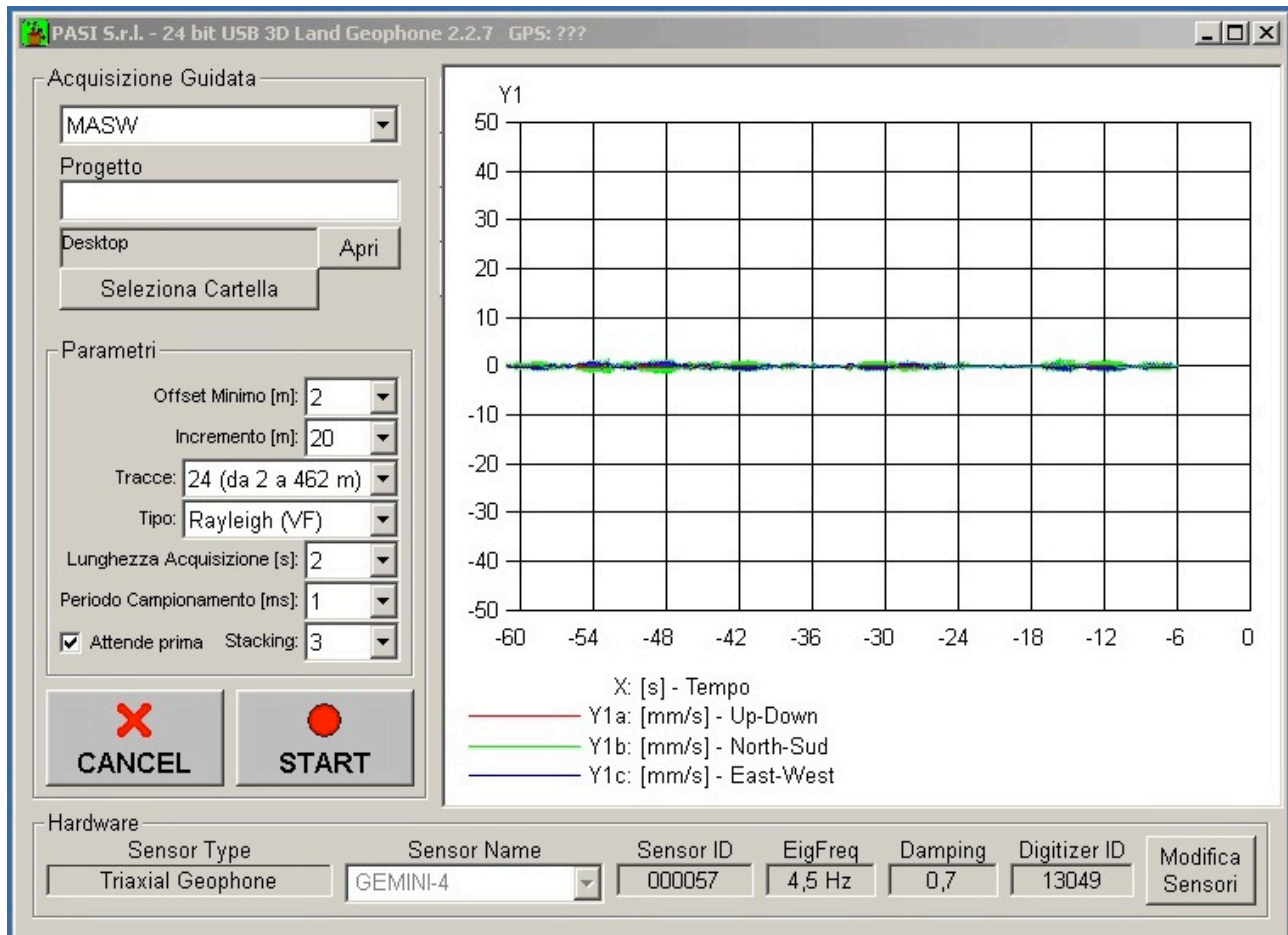 PASI S.r.l. - 24 bit USB 3D Land Geophone 2.2.7 GPS: ???
Acquisizione Guidata
MASW
Progetto
Desktop
Apri
Seleziona Cartella
Parametri
Offset Minimo [m]: 2
Incremento [m]: 20
Tracce: 24 (da 2 a 462 m)
Tipo: Rayleigh (VF)
Lunghezza Acquisizione [s]: 2
Periodo Campionamento [ms]: 1
Attende prima Stacking: 3
CANCEL
START
Y1
50
40
30
20
10
0
-10
-20
-30
-40
-50
-60 -54 -48 -42 -36 -30 -24 -18 -12 -6 0
X: [s] - Tempo
Y1a: [mm/s] - Up-Down
Y1b: [mm/s] - North-Sud
Y1c: [mm/s] - East-West
Hardware
Sensor Type Sensor Name Sensor ID EigFreq Damping Digitizer ID
Triaxial Geophone GEMINI-4 000057 4,5 Hz 0,7 13049
Modifica
Sensori